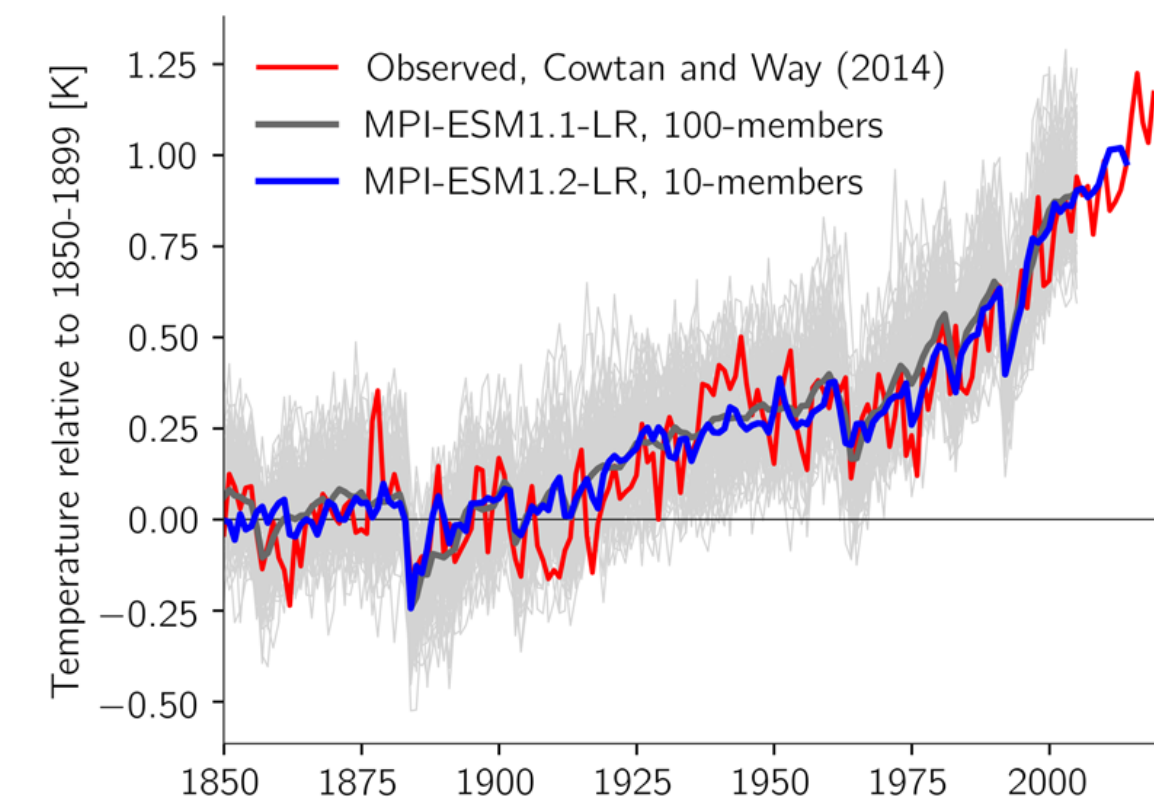 Temperature relative to 1850-1899 [K]
1.25
1.00
0.75
0.50
0.25
0.00
−0.25
−0.50
Observed, Cowtan and Way (2014)
MPI-ESM1.1-LR, 100-members
MPI-ESM1.2-LR, 10-members
1850 1875 1900 1925 1950 1975 2000